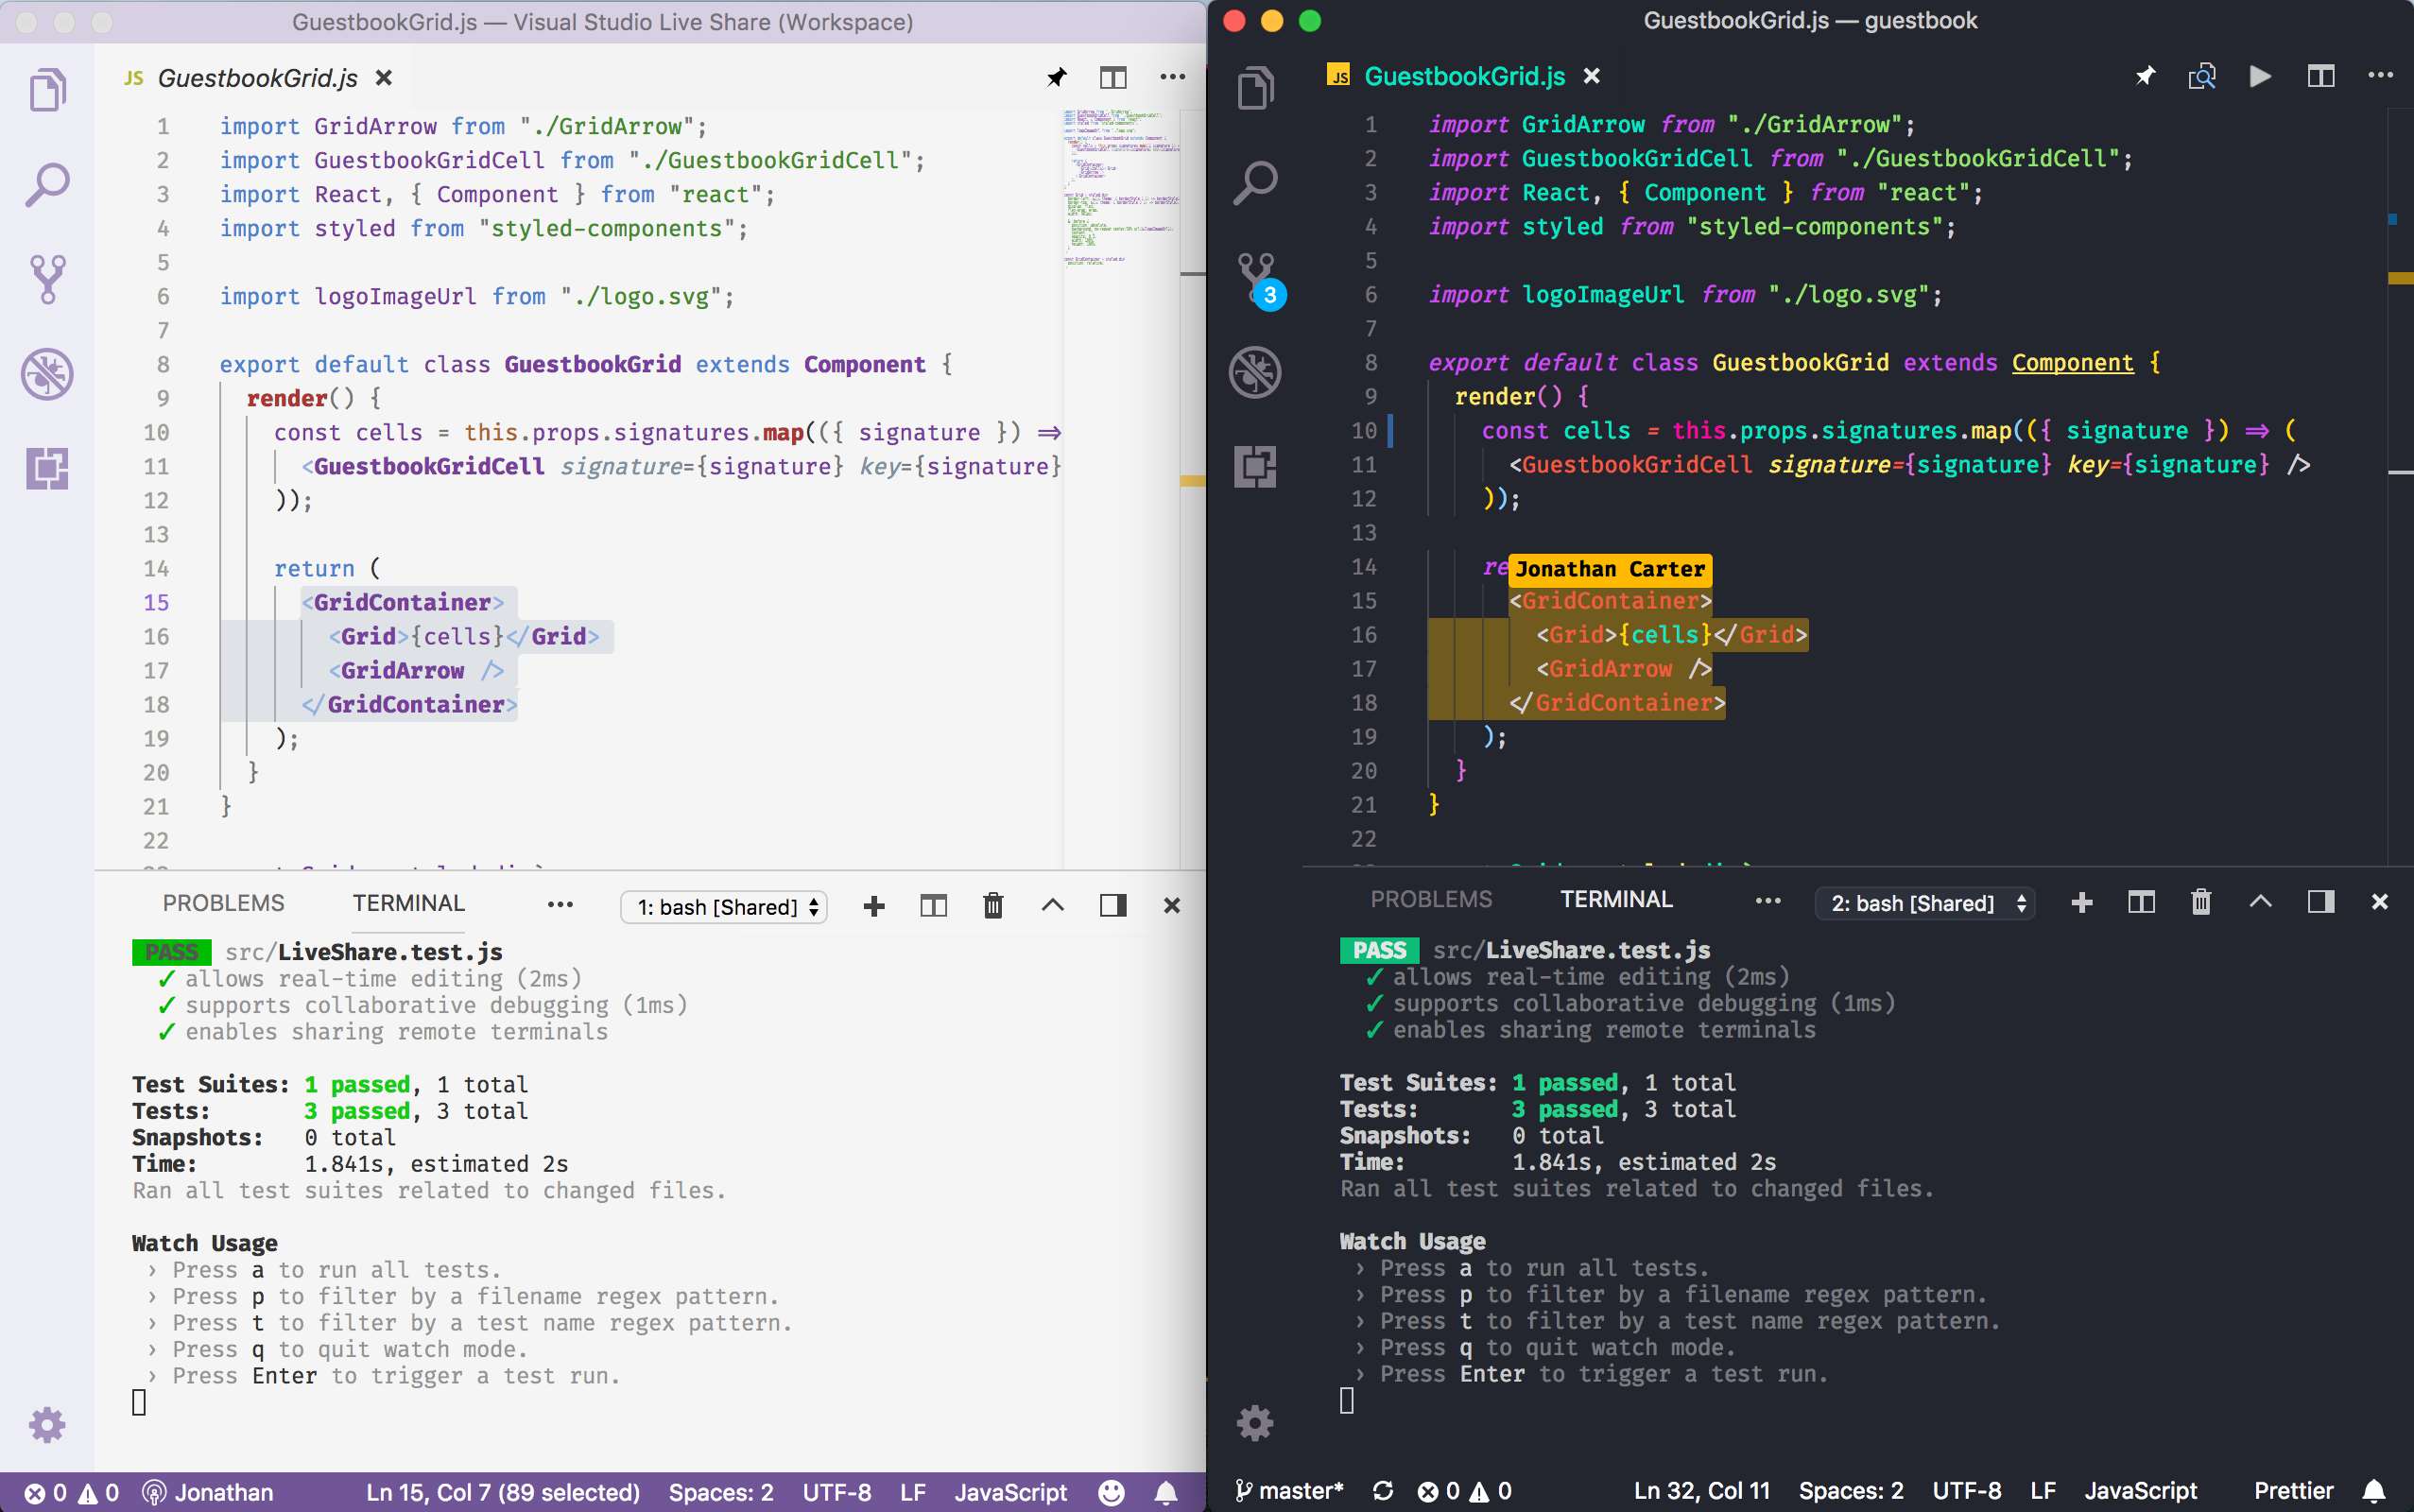 GuestbookGrid.js — Visual Studio Live Share (Workspace)
JS GuestbookGrid.js
1 import GridArrow from "./GridArrow";
2 import GuestbookGridCell from "./GuestbookGridCell";
3 import React, { Component } from "react";
4 import styled from "styled-components";
5
6 import logoImageUrl from "./logo.svg";
7
8 export default class GuestbookGrid extends Component {
9 render() {
10 const cells = this.props.signatures.map(({ signature }) =>
11 <GuestbookGridCell signature={signature} key={signature}
12 ));
13
14 return (
15 <GridContainer>
16 <Grid>{cells}</Grid>
17 <GridArrow />
18 </GridContainer>
19 );
20 }
21 }
22
PROBLEMS TERMINAL 1: bash [Shared]
PASS src/LiveShare.test.js
✓ allows real-time editing (2ms)
✓ supports collaborative debugging (1ms)
✓ enables sharing remote terminals
Test Suites: 1 passed, 1 total
Tests: 3 passed, 3 total
Snapshots: 0 total
Time: 1.841s, estimated 2s
Ran all test suites related to changed files.
Watch Usage
› Press a to run all tests.
› Press p to filter by a filename regex pattern.
› Press t to filter by a test name regex pattern.
› Press q to quit watch mode.
› Press Enter to trigger a test run.
0 0 Jonathan Ln 15, Col 7 (89 selected) Spaces: 2 UTF-8 LF JavaScript
GuestbookGrid.js — guestbook
JS GuestbookGrid.js
3
1 import GridArrow from "./GridArrow";
2 import GuestbookGridCell from "./GuestbookGridCell";
3 import React, { Component } from "react";
4 import styled from "styled-components";
5
6 import logoImageUrl from "./logo.svg";
7
8 export default class GuestbookGrid extends Component {
9 render() {
10 const cells = this.props.signatures.map(({ signature }) => (
11 <GuestbookGridCell signature={signature} key={signature} />
12 ));
13
14 re Jonathan Carter
15 <GridContainer>
16 <Grid>{cells}</Grid>
17 <GridArrow />
18 </GridContainer>
19 );
20 }
21 }
22
PROBLEMS TERMINAL 2: bash [Shared]
PASS src/LiveShare.test.js
✓ allows real-time editing (2ms)
✓ supports collaborative debugging (1ms)
✓ enables sharing remote terminals
Test Suites: 1 passed, 1 total
Tests: 3 passed, 3 total
Snapshots: 0 total
Time: 1.841s, estimated 2s
Ran all test suites related to changed files.
Watch Usage
› Press a to run all tests.
› Press p to filter by a filename regex pattern.
› Press t to filter by a test name regex pattern.
› Press q to quit watch mode.
› Press Enter to trigger a test run.
master* 0 0 Ln 32, Col 11 Spaces: 2 UTF-8 LF JavaScript Prettier